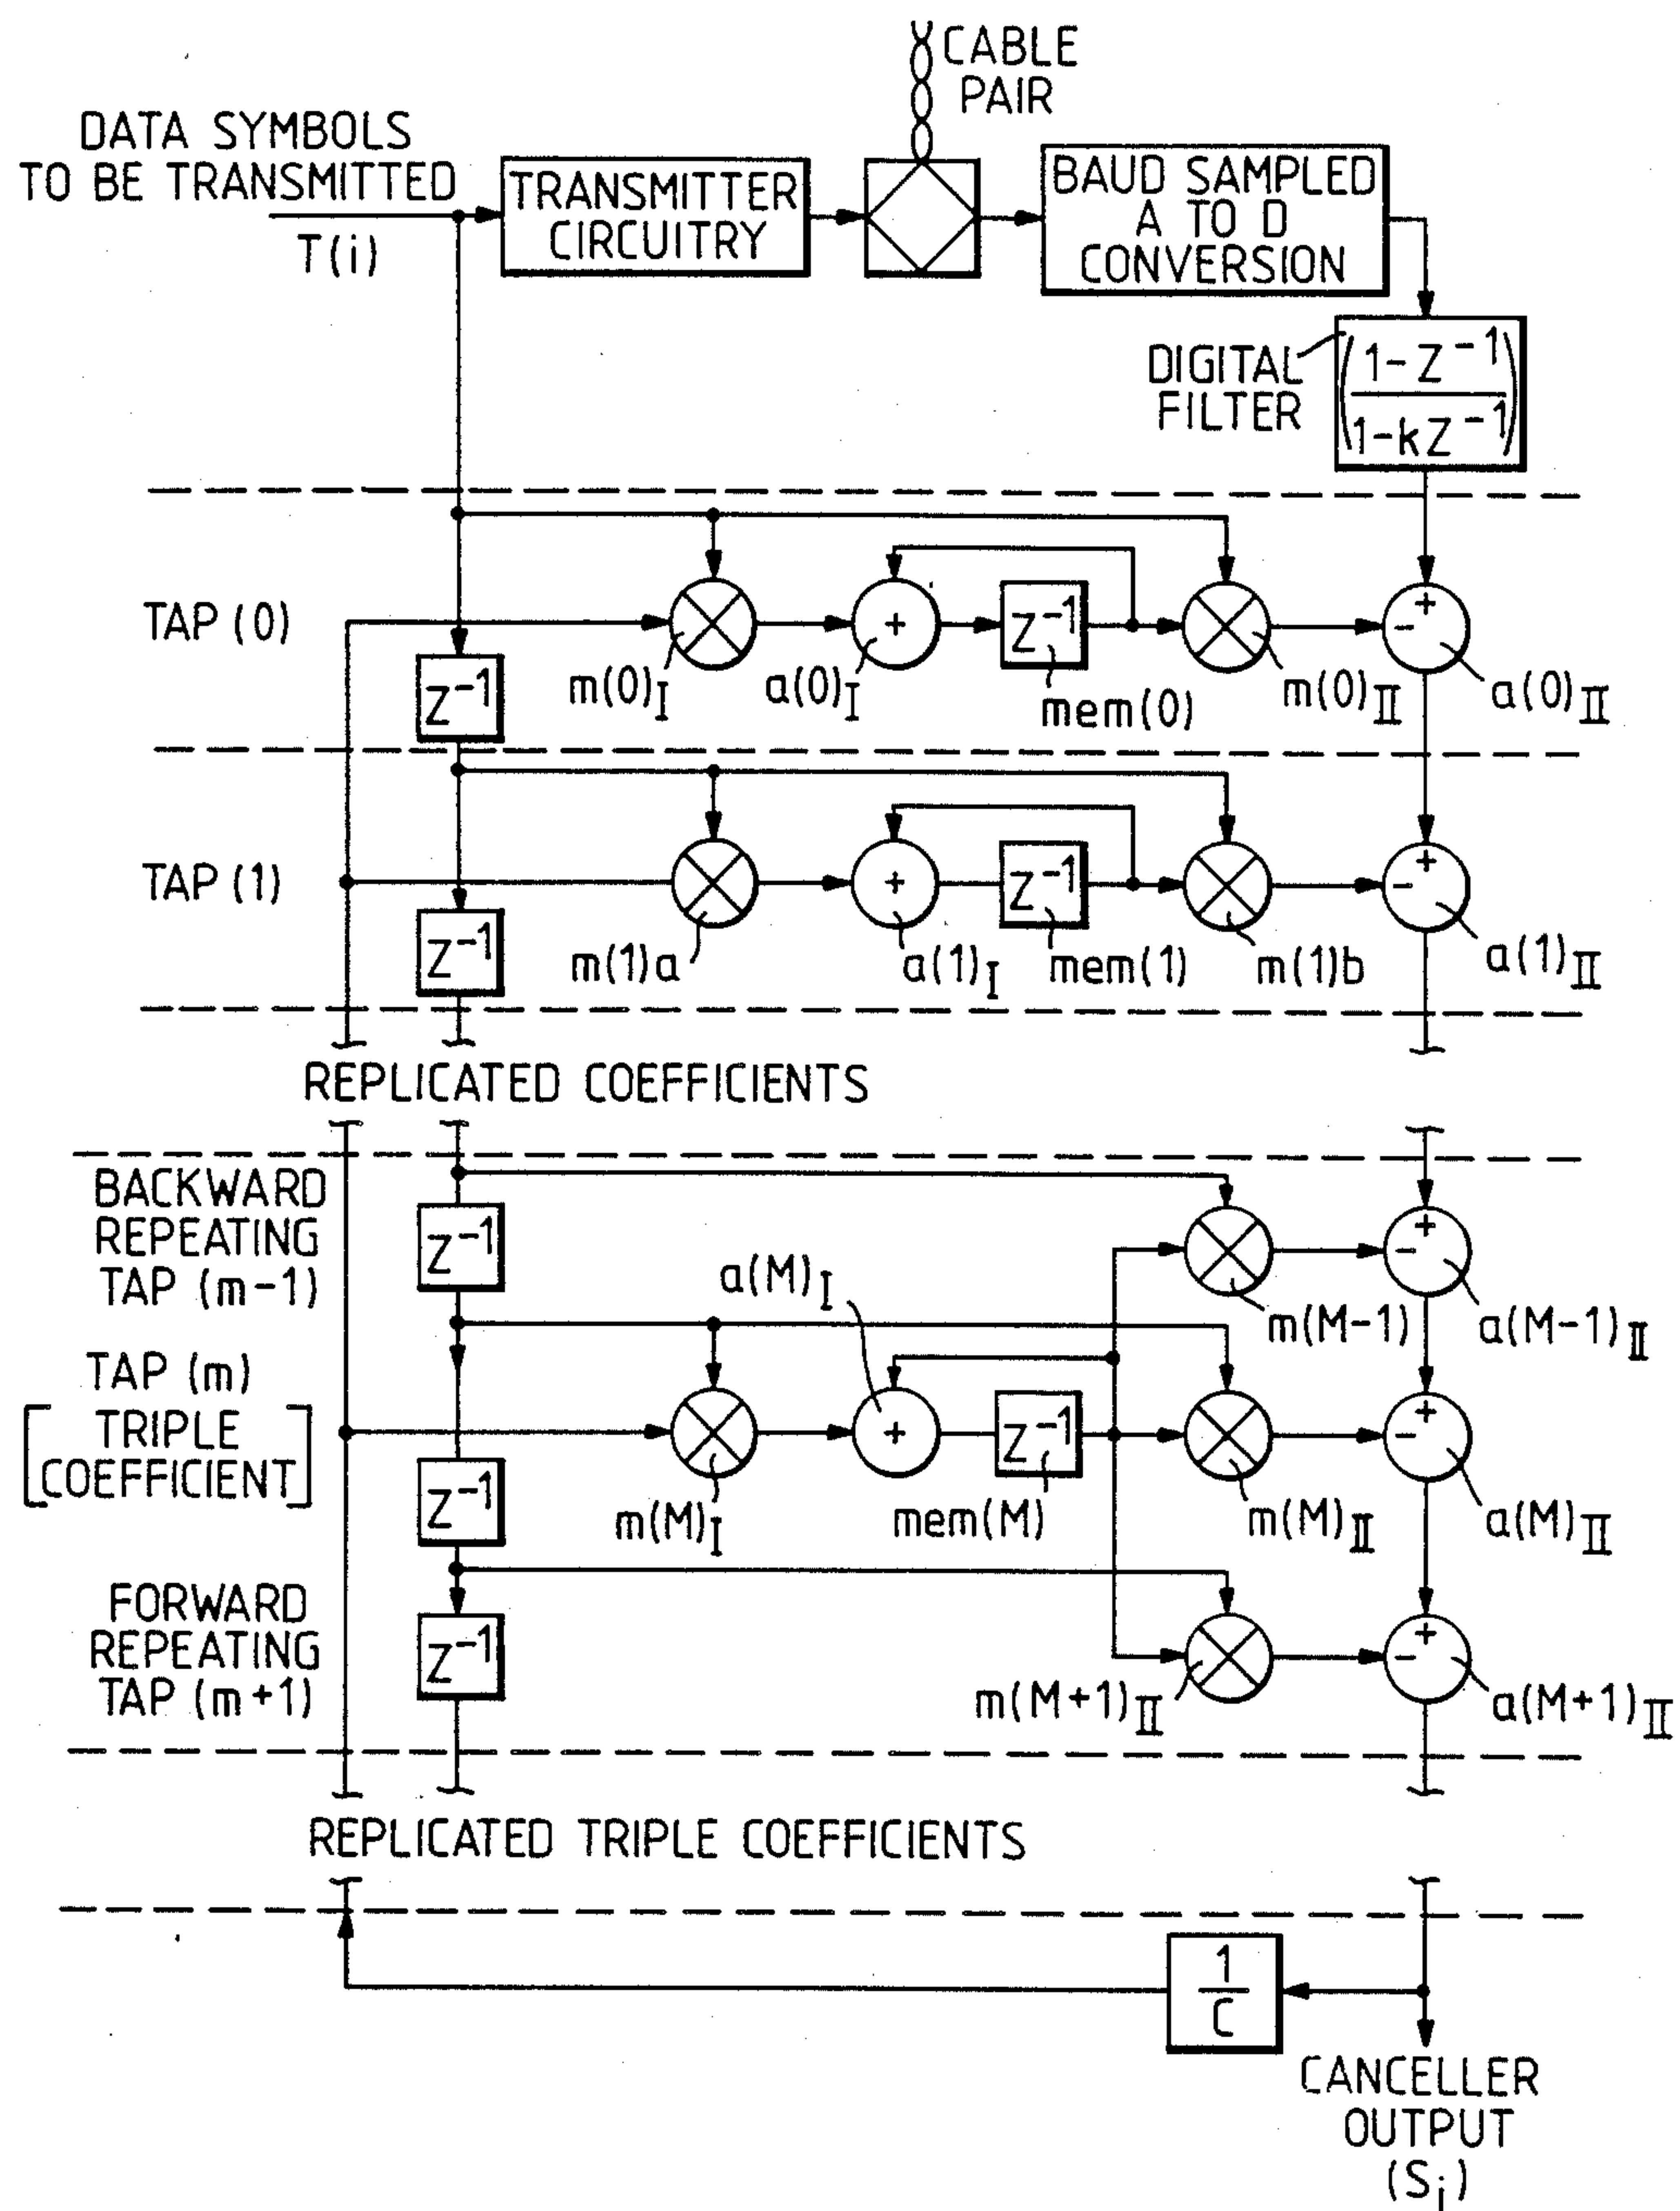 CABLE
PAIR
DATA SYMBOLS
TO BE TRANSMITTED
T(i)
TRANSMITTER
CIRCUITRY
BAUD SAMPLED
A TO D
CONVERSION
DIGITAL
FILTER
1-Z^-1
1-kZ^-1
TAP (0)
Z^-1
m(0)I
a(0)I
Z^-1
mem(0)
m(0)II
+
+
-
a(0)II
TAP (1)
Z^-1
m(1)a
+
a(1)I
Z^-1
mem(1)
m(1)b
+
-
a(1)II
REPLICATED COEFFICIENTS
BACKWARD
REPEATING
TAP (m-1)
Z^-1
a(M)I
m(M-1)
+
-
a(M-1)II
TAP (m)
[TRIPLE
COEFFICIENT]
Z^-1
m(M)I
+
Z^-1
mem(M)
m(M)II
+
-
a(M)II
FORWARD
REPEATING
TAP (m+1)
Z^-1
m(M+1)II
+
-
a(M+1)II
REPLICATED TRIPLE COEFFICIENTS
1
C
CANCELLER
OUTPUT
(Si)